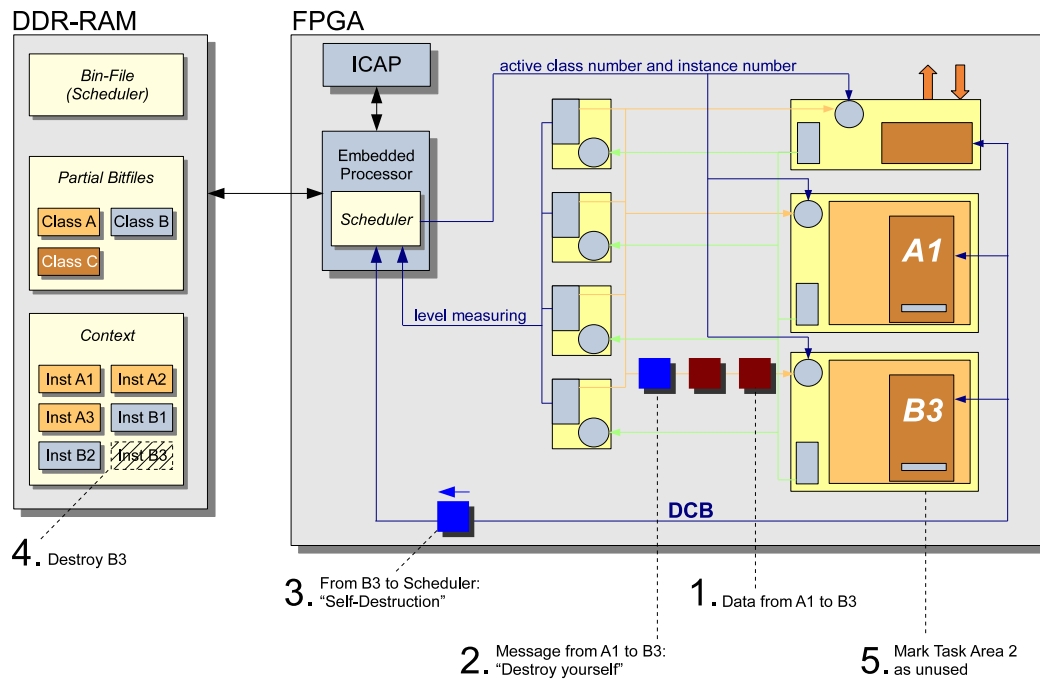 DDR-RAM
FPGA
Bin-File
(Scheduler)
Partial Bitfiles
Class A
Class B
Class C
Context
Inst A1
Inst A2
Inst A3
Inst B1
Inst B2
Inst B3
ICAP
Embedded
Processor
Scheduler
active class number and instance number
level measuring
A1
B3
DCB
4. Destroy B3
3. From B3 to Scheduler:
“Self-Destruction”
2. Message from A1 to B3:
“Destroy yourself”
1. Data from A1 to B3
5. Mark Task Area 2
as unused